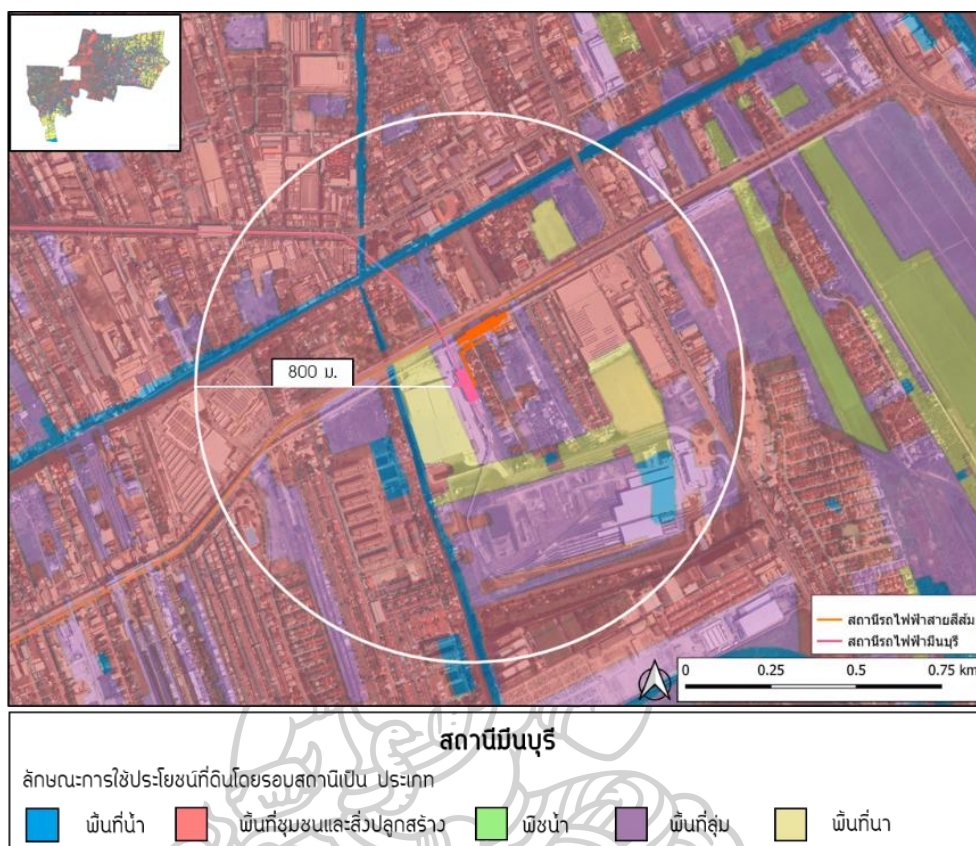 800 ม.
สถานีรถไฟฟ้าสายสีส้ม
สถานีรถไฟฟ้ามีนบุรี
0 0.25 0.5 0.75 km
สถานีมีนบุรี
ลักษณะการใช้ประโยชน์ที่ดินโดยรอบสถานีเป็น ประเภท
พื้นที่น้ำ พื้นที่ชุมชนและสิ่งปลูกสร้าง พืชน้ำ พื้นที่ลุ่ม พื้นที่นา